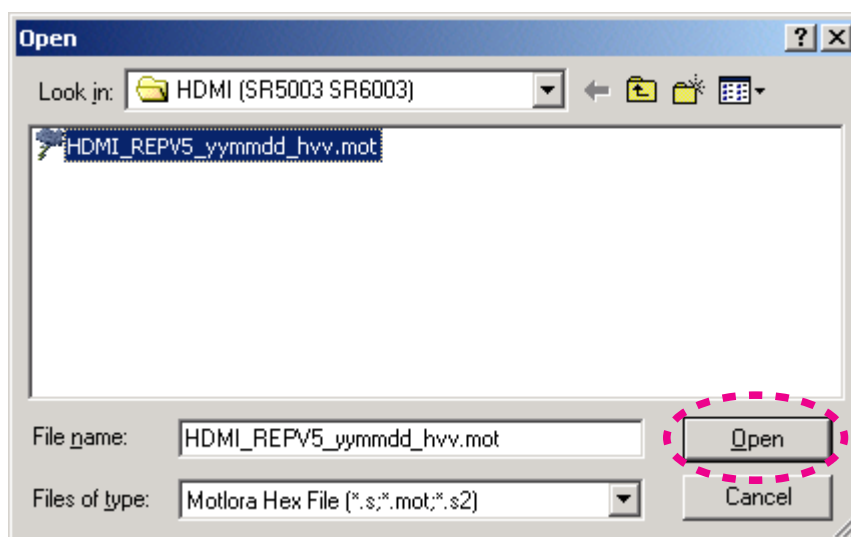 Open
Look in: HDMI (SR5003 SR6003)
HDMI_REPV5_yymmdd_hvv.mot
File name: HDMI_REPV5_yymmdd_hvv.mot Open
Files of type: Motlora Hex File (*.s;*.mot;*.s2) Cancel